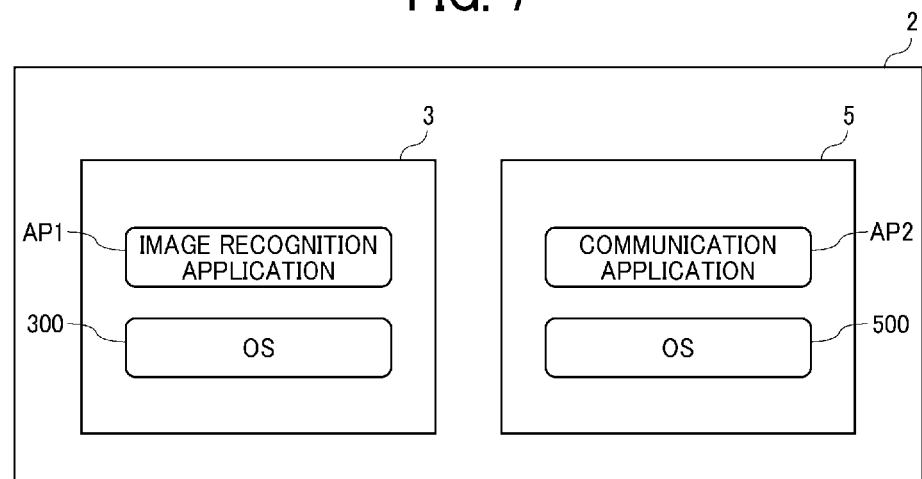 FIG. 7
2
3
5
AP1
IMAGE RECOGNITION
APPLICATION
COMMUNICATION
APPLICATION
AP2
300
OS
OS
500